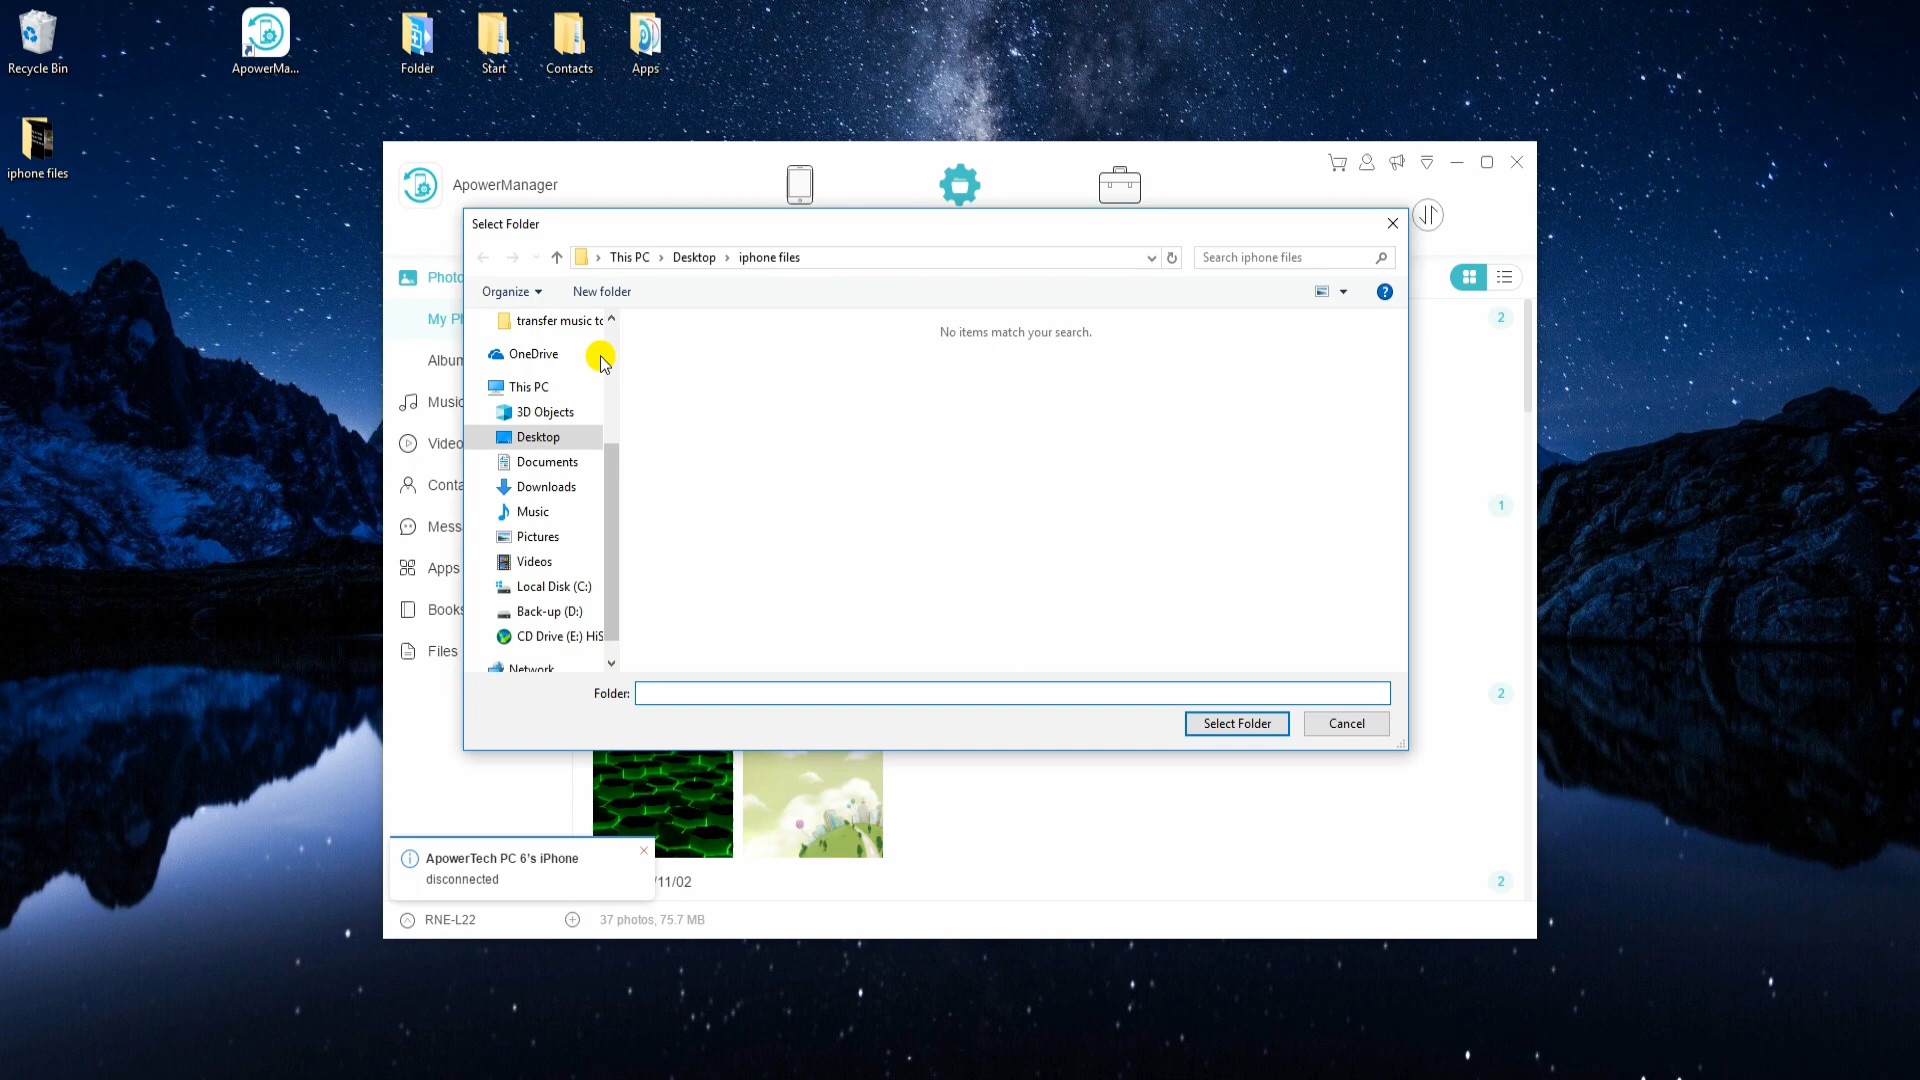 Recycle Bin
ApowerMa...
Folder
Start
Contacts
Apps
iphone files
ApowerManager
Select Folder
This PC > Desktop > iphone files
Search iphone files
Organize
New folder
Photo
My Ph
Album
Music
Video
Conta
Mess
Apps
Books
Files
transfer music to
OneDrive
This PC
3D Objects
Desktop
Documents
Downloads
Music
Pictures
Videos
Local Disk (C:)
Back-up (D:)
CD Drive (E:) HiS
Network
No items match your search.
2
1
2
2
Folder:
Select Folder
Cancel
ApowerTech PC 6's iPhone
disconnected
/11/02
RNE-L22
37 photos, 75.7 MB